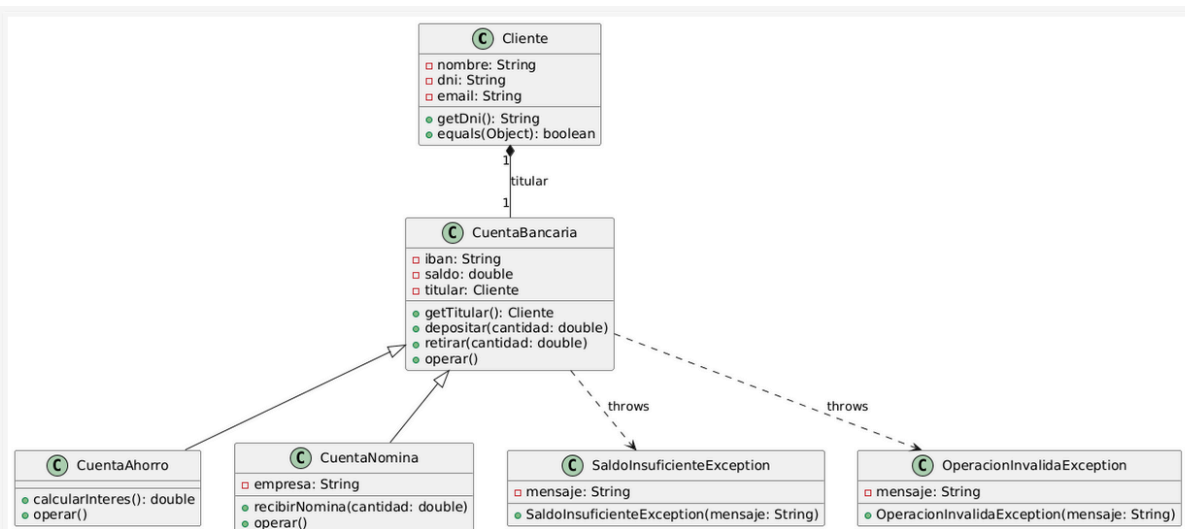 C Cliente
nombre: String
dni: String
email: String
getDni(): String
equals(Object): boolean
1
titular
1
C CuentaBancaria
iban: String
saldo: double
titular: Cliente
getTitular(): Cliente
depositar(cantidad: double)
retirar(cantidad: double)
operar()
throws
throws
C CuentaAhorro
calcularInteres(): double
operar()
C CuentaNomina
empresa: String
recibirNomina(cantidad: double)
operar()
C SaldoInsuficienteException
mensaje: String
SaldoInsuficienteException(mensaje: String)
C OperacionInvalidaException
mensaje: String
OperacionInvalidaException(mensaje: String)